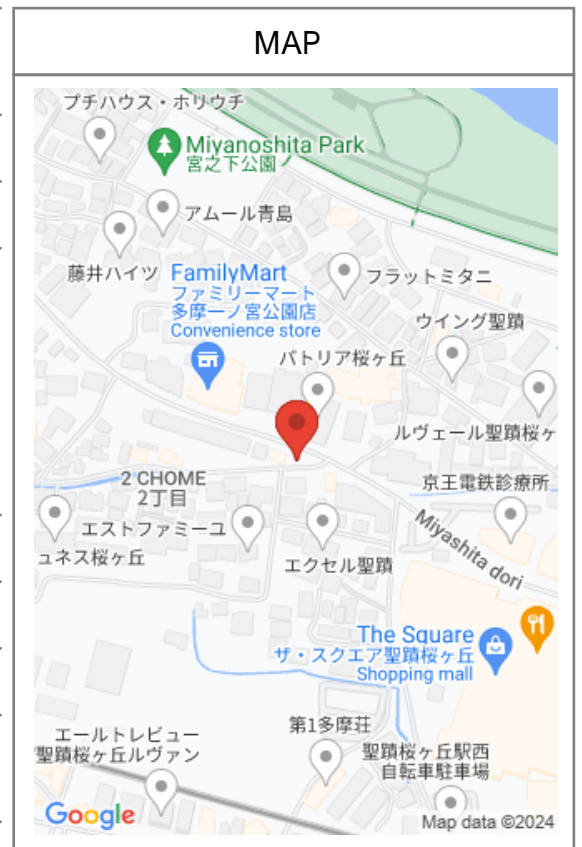 MAP
プチハウス・ホリウチ
Miyanoshita Park
宮之下公園
アムール青島
藤井ハイツ
FamilyMart
ファミリーマート
多摩一ノ宮公園店
Convenience store
フラットミタニ
ウイング聖蹟
パトリア桜ヶ丘
ルヴェール聖蹟桜ヶ
2 CHOME
2丁目
京王電鉄診療所
エストファミーユ
Miyashita dori
ュネス桜ヶ丘
エクセル聖蹟
The Square
ザ・スクエア聖蹟桜ヶ丘
Shopping mall
第1多摩荘
エールトレビュー
聖蹟桜ヶ丘ルヴァン
聖蹟桜ヶ丘駅西
自転車駐車場
Google
Map data ©2024